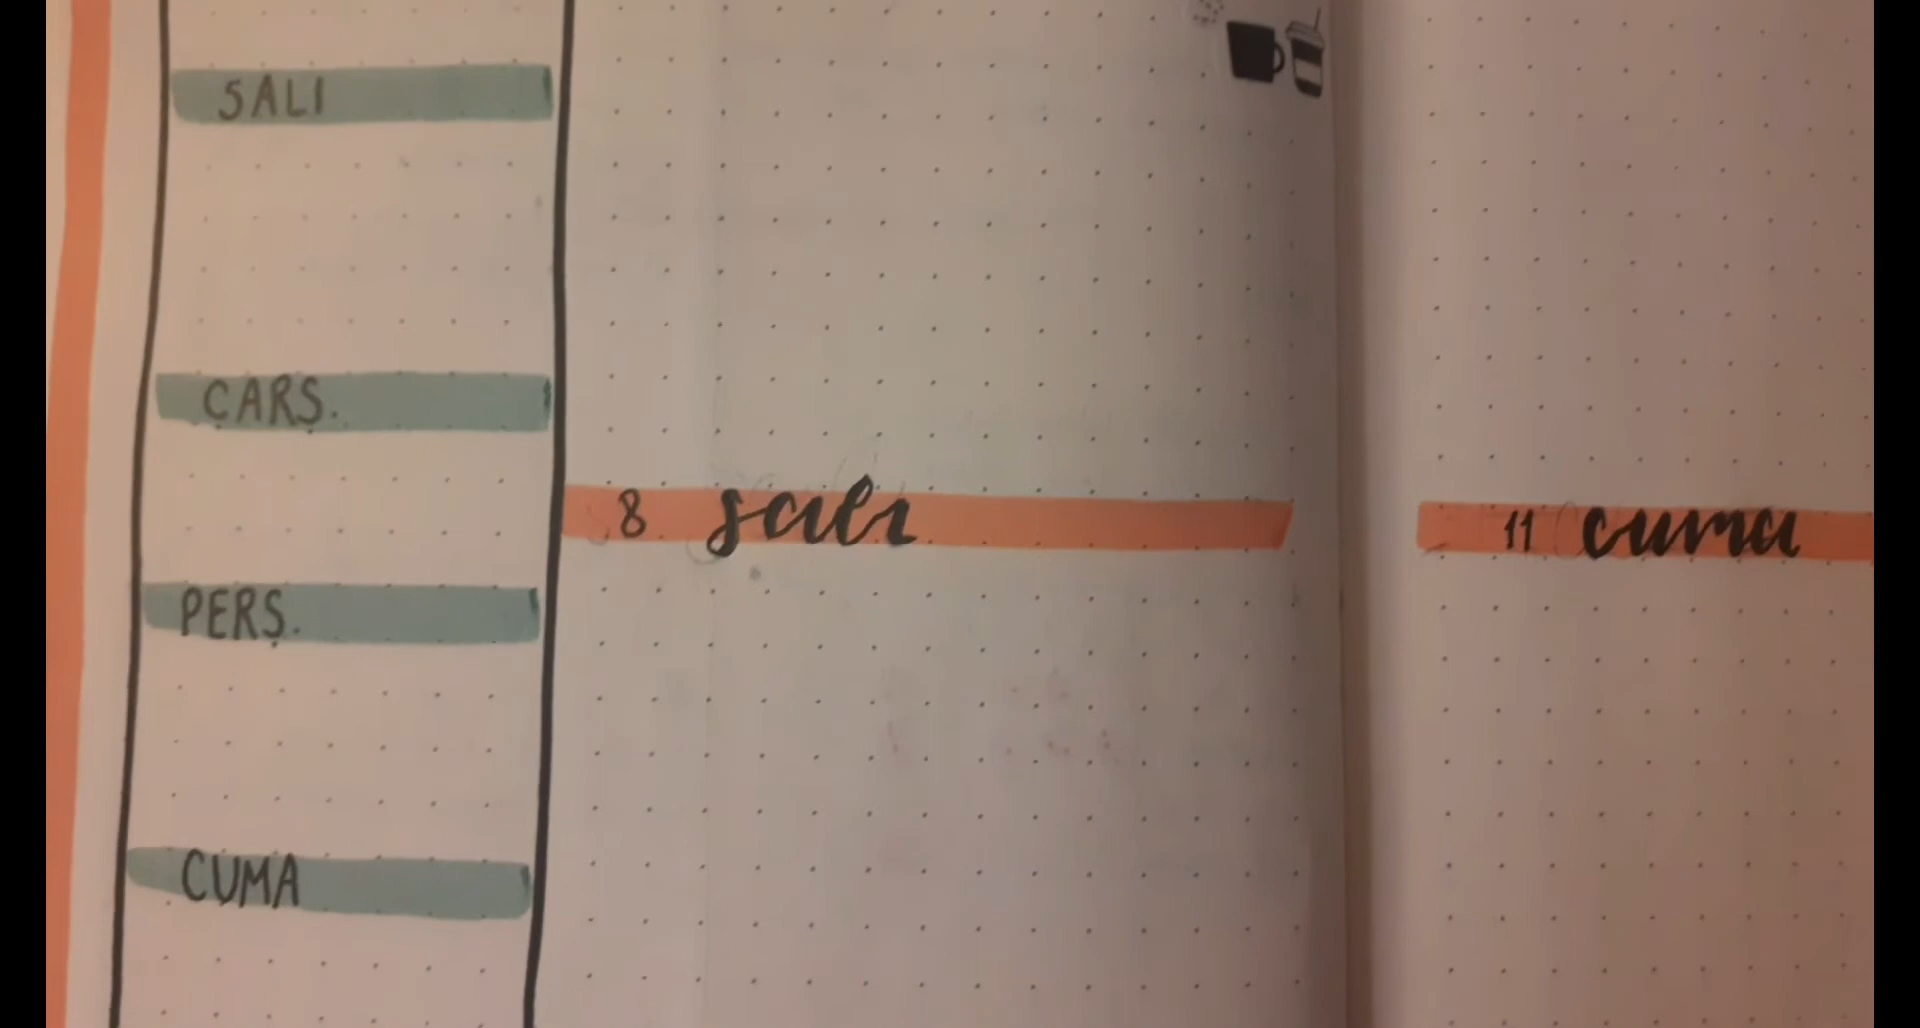 SALI
ÇARŞ.
PERŞ.
CUMA
8 salı
11 cuma